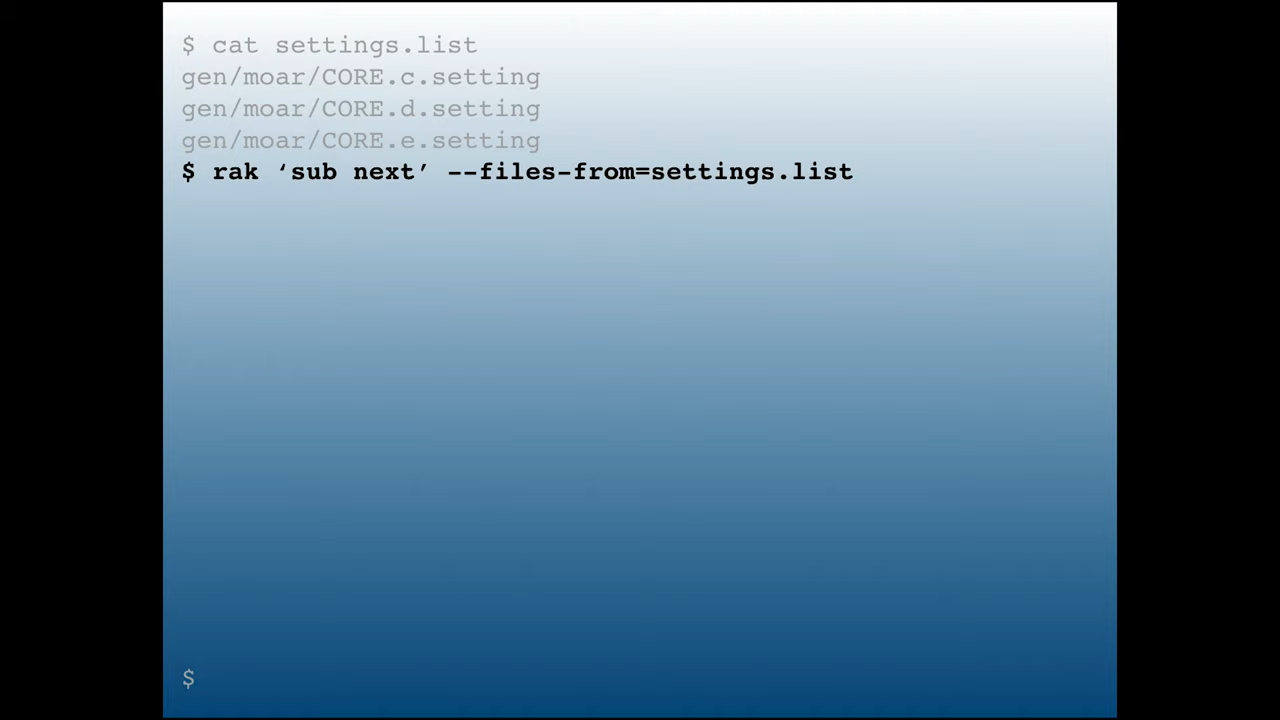 $ cat settings.list
gen/moar/CORE.c.setting
gen/moar/CORE.d.setting
gen/moar/CORE.e.setting
$ rak ‘sub next’ --files-from=settings.list
$